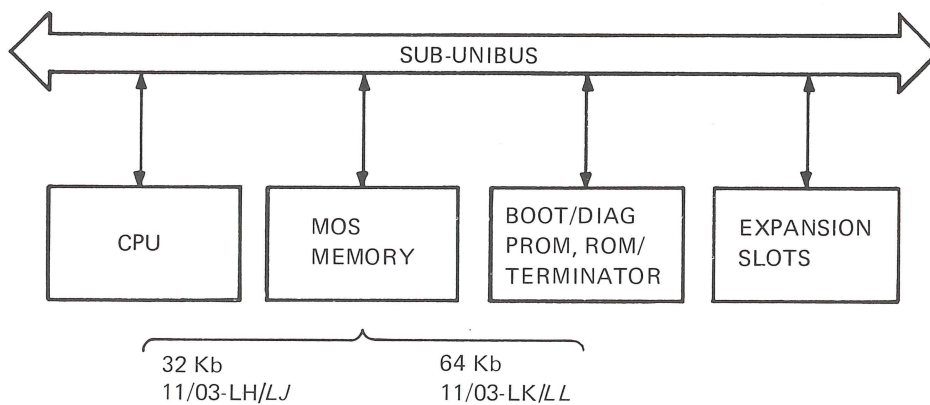 SUB-UNIBUS
CPU
MOS
MEMORY
BOOT/DIAG
PROM, ROM/
TERMINATOR
EXPANSION
SLOTS
32 Kb
11/03-LH/LJ
64 Kb
11/03-LK/LL